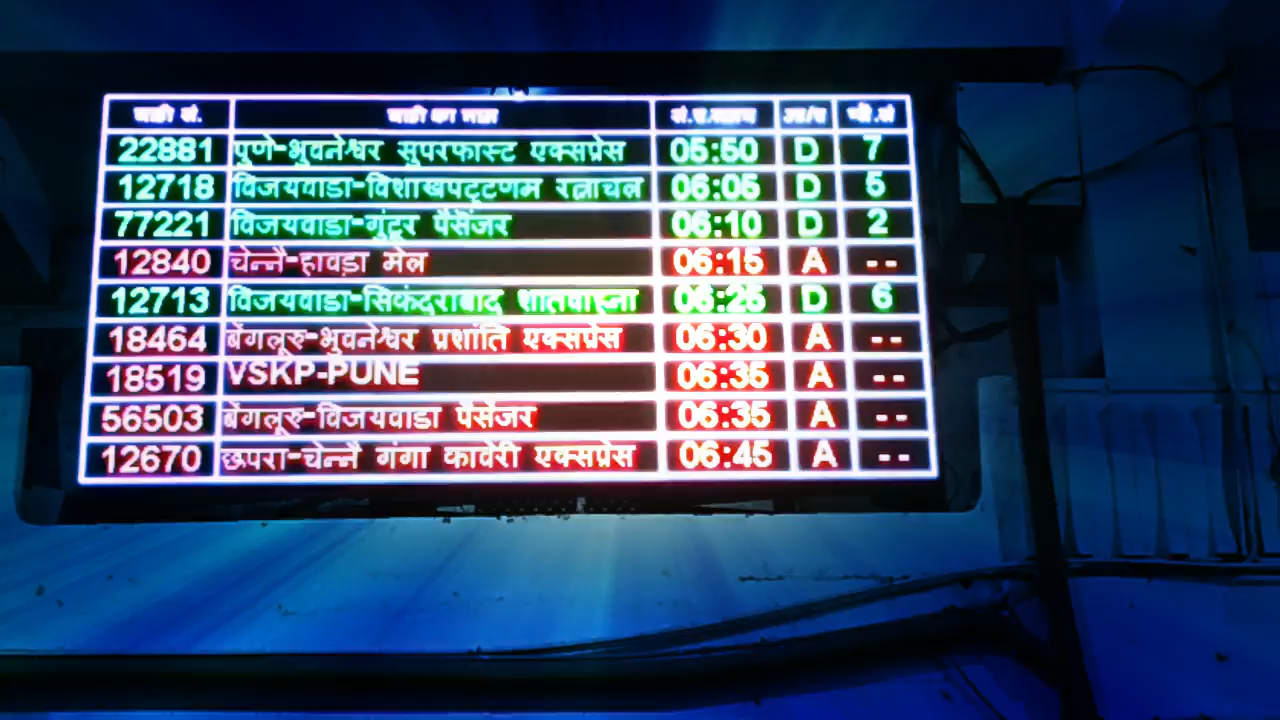 22881 पुणे-भुवनेश्वर सुपरफास्ट एक्सप्रेस 05:50 D 7
12718 विजयवाडा-विशाखपट्टणम रत्नाचल 06:05 D 5
77221 विजयवाडा-गुंटूर पैसेंजर 06:10 D 2
12840 चेन्नै-हावड़ा मेल 06:15 A --
12713 विजयवाडा-सिकंदराबाद 06:25 D 6
18464 बेंगलूरु-भुवनेश्वर प्रशांति एक्सप्रेस 06:30 A --
18519 VSKP-PUNE 06:35 A --
56503 बेंगलूरु-विजयवाडा पैसेंजर 06:35 A --
12670 छपरा-चेन्नै गंगा कावेरी एक्सप्रेस 06:45 A --